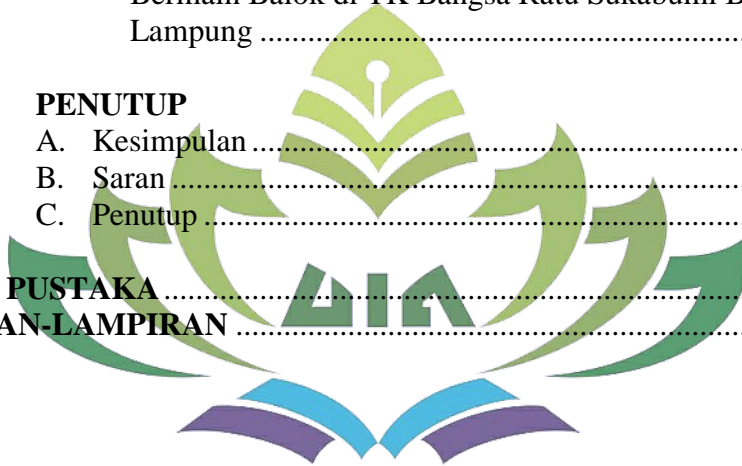 Bermain Balok di TK Bangsa Ratu Sukabumi B
Lampung ..............................................................
PENUTUP
A. Kesimpulan ..............................................................
B. Saran ..............................................................
C. Penutup ..............................................................
PUSTAKA ..............................................................
AN-LAMPIRAN ..............................................................
UIN